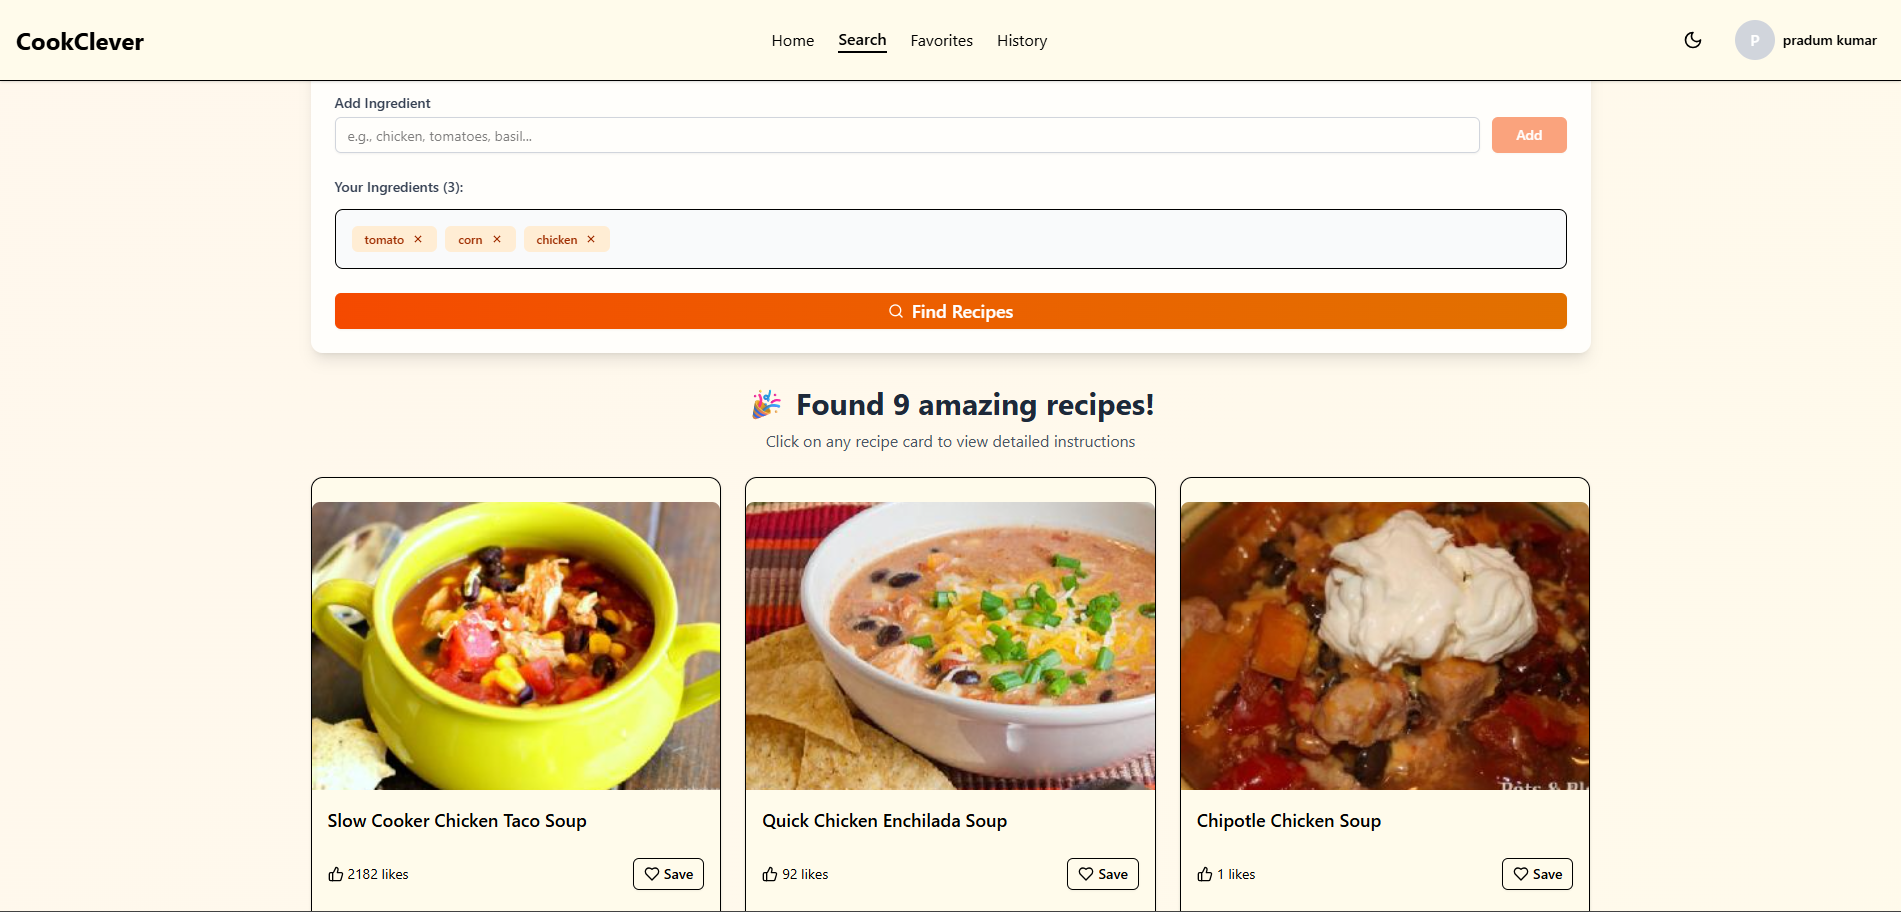 CookClever
Home Search Favorites History
P pradum kumar
Add Ingredient
e.g., chicken, tomatoes, basil...
Add
Your Ingredients (3):
tomato × corn × chicken ×
Find Recipes
🎉 Found 9 amazing recipes!
Click on any recipe card to view detailed instructions
Slow Cooker Chicken Taco Soup
2182 likes
Save
Quick Chicken Enchilada Soup
92 likes
Save
Chipotle Chicken Soup
1 likes
Save